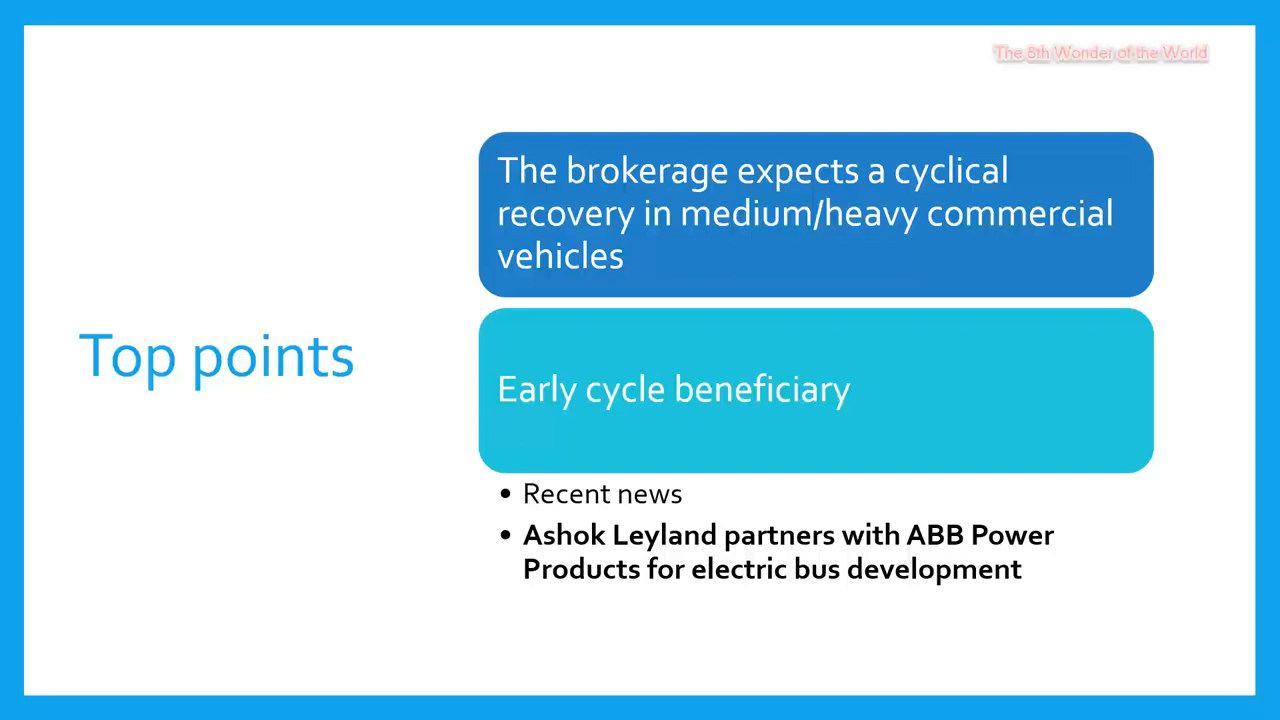 The 8th Wonder of the World
The brokerage expects a cyclical
recovery in medium/heavy commercial
vehicles
Top points
Early cycle beneficiary
• Recent news
• Ashok Leyland partners with ABB Power
Products for electric bus development